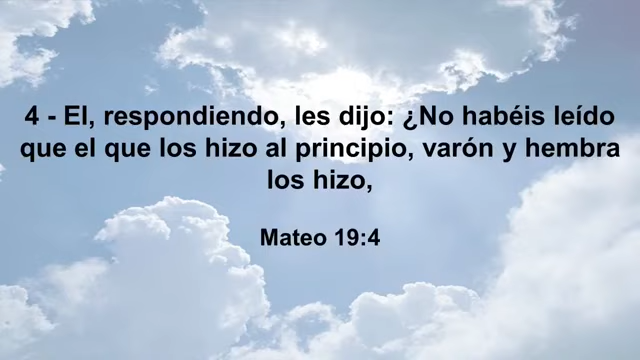 4 - El, respondiendo, les dijo: ¿No habéis leído
que el que los hizo al principio, varón y hembra
los hizo,
Mateo 19:4